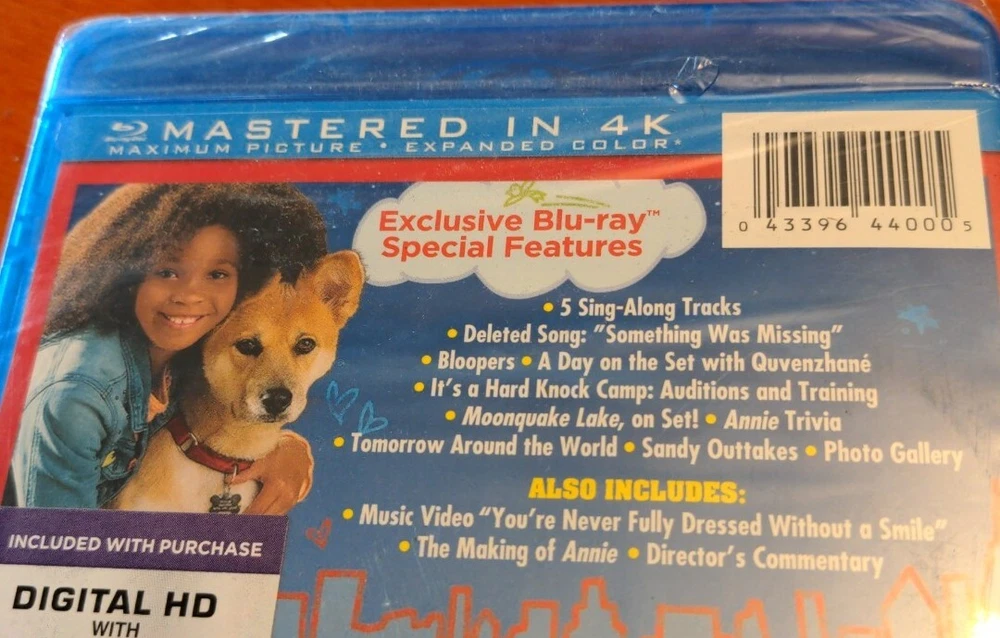 MASTERED IN 4K
MAXIMUM PICTURE • EXPANDED COLOR*
0 43396 44000 5
Exclusive Blu-ray™
Special Features
• 5 Sing-Along Tracks
• Deleted Song: "Something Was Missing"
• Bloopers • A Day on the Set with Quvenzhané
• It's a Hard Knock Camp: Auditions and Training
• Moonquake Lake, on Set! • Annie Trivia
• Tomorrow Around the World • Sandy Outtakes • Photo Gallery
ALSO INCLUDES:
• Music Video "You're Never Fully Dressed Without a Smile"
• The Making of Annie • Director's Commentary
INCLUDED WITH PURCHASE
DIGITAL HD
WITH